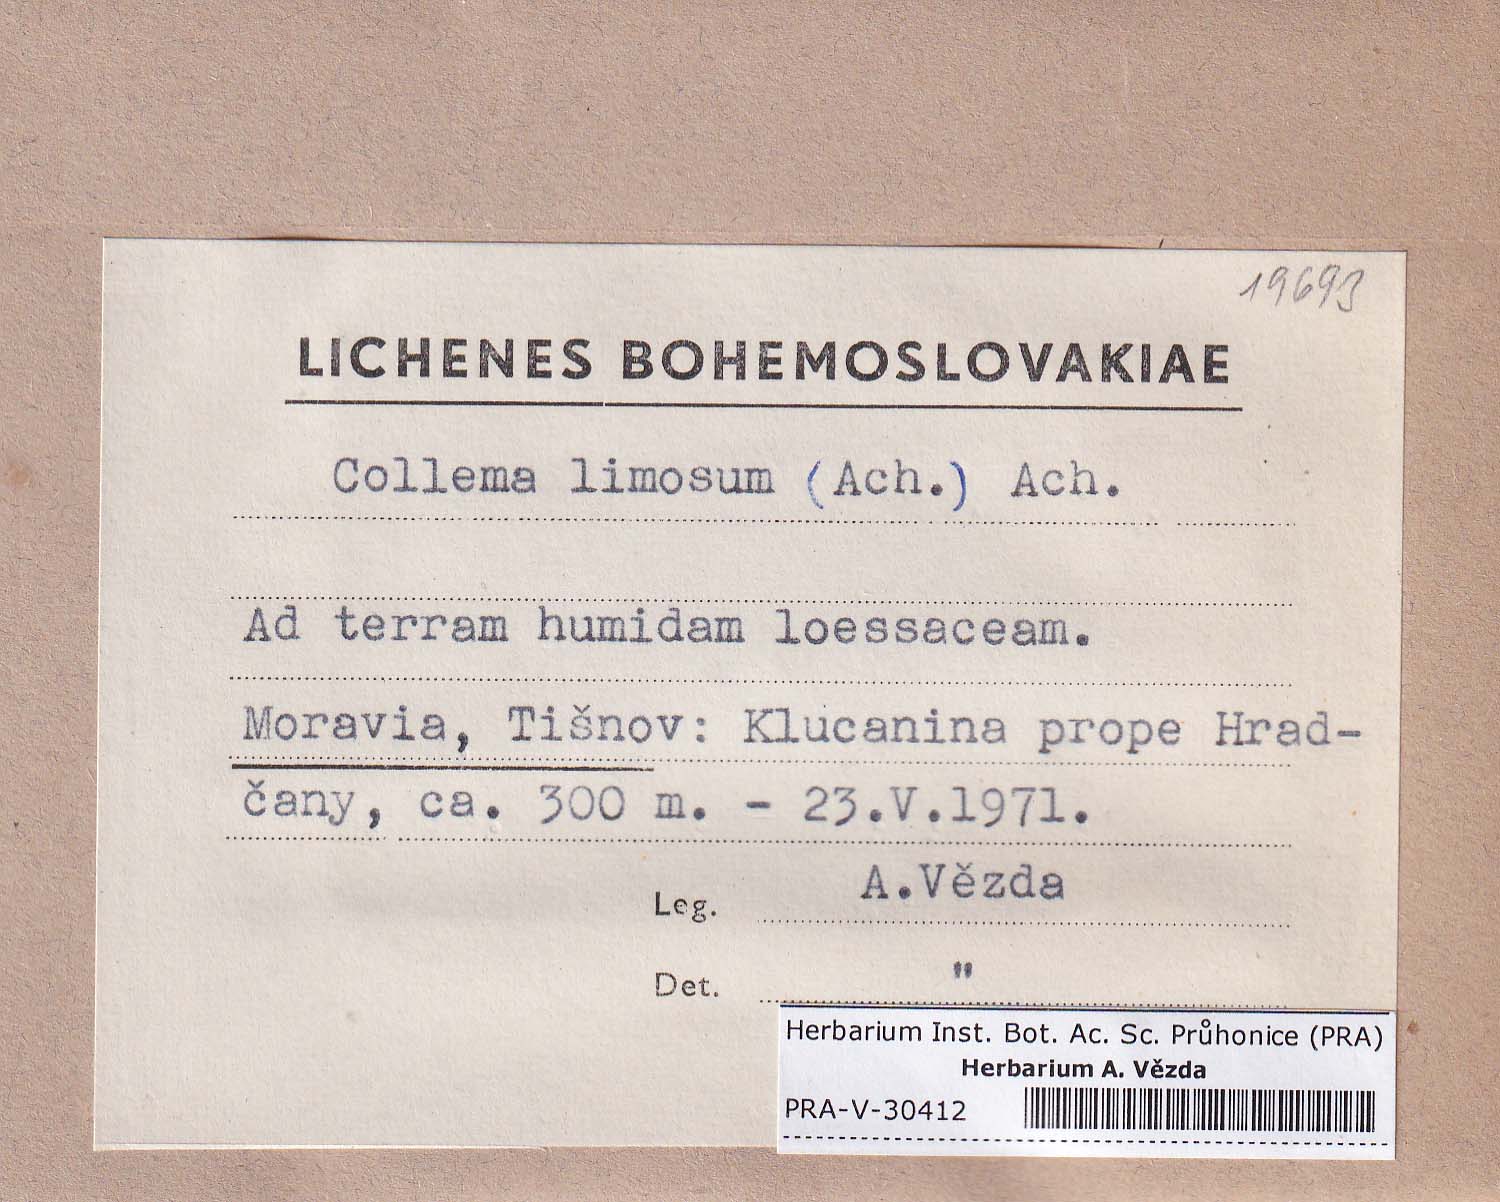 19693
LICHENES BOHEMOSLOVAKIAE
Collema limosum (Ach.) Ach.
Ad terram humidam loessaceam.
Moravia, Tišnov: Klucanina prope Hrad-
čany, ca. 300 m. - 23.V.1971.
Leg. A.Vězda
Det. "
Herbarium Inst. Bot. Ac. Sc. Průhonice (PRA)
Herbarium A. Vězda
PRA-V-30412